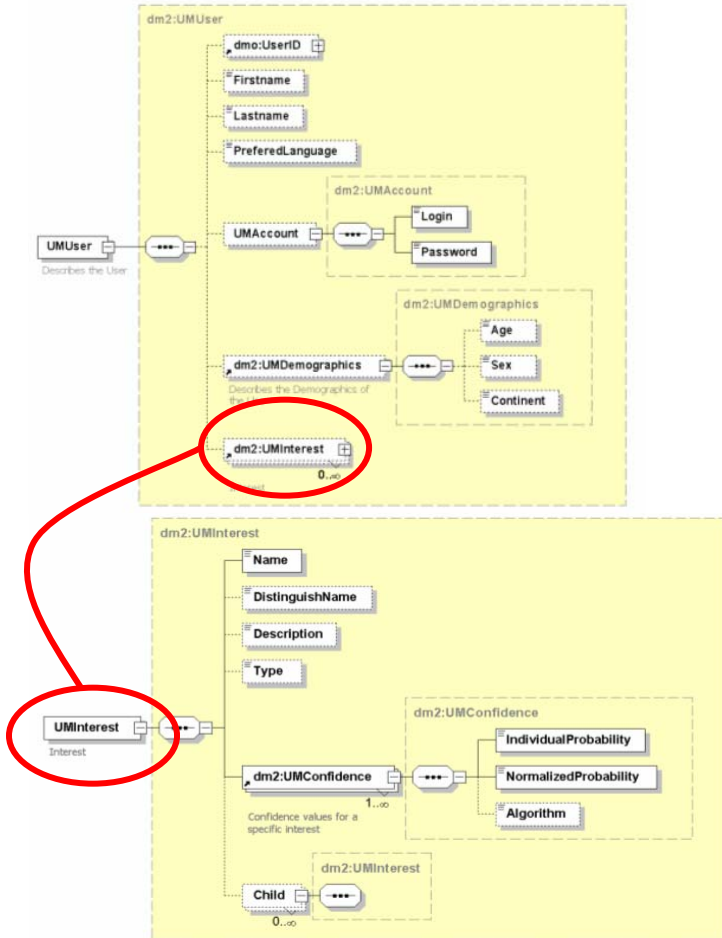 dm2:UMUser
dmo:UserID
Firstname
Lastname
PreferedLanguage
dm2:UMAccount
Login
UMAccount
Password
UMUser
Describes the User
dm2:UMDemographics
Age
dm2:UMDemographics
Sex
Describes the Demographics of
the
Continent
dm2:UMInterest
0..∞
Interest
dm2:UMInterest
Name
DistinguishName
Description
Type
UMInterest
Interest
dm2:UMConfidence
IndividualProbability
dm2:UMConfidence
NormalizedProbability
1..∞
Algorithm
Confidence values for a
specific interest
dm2:UMInterest
Child
0..∞